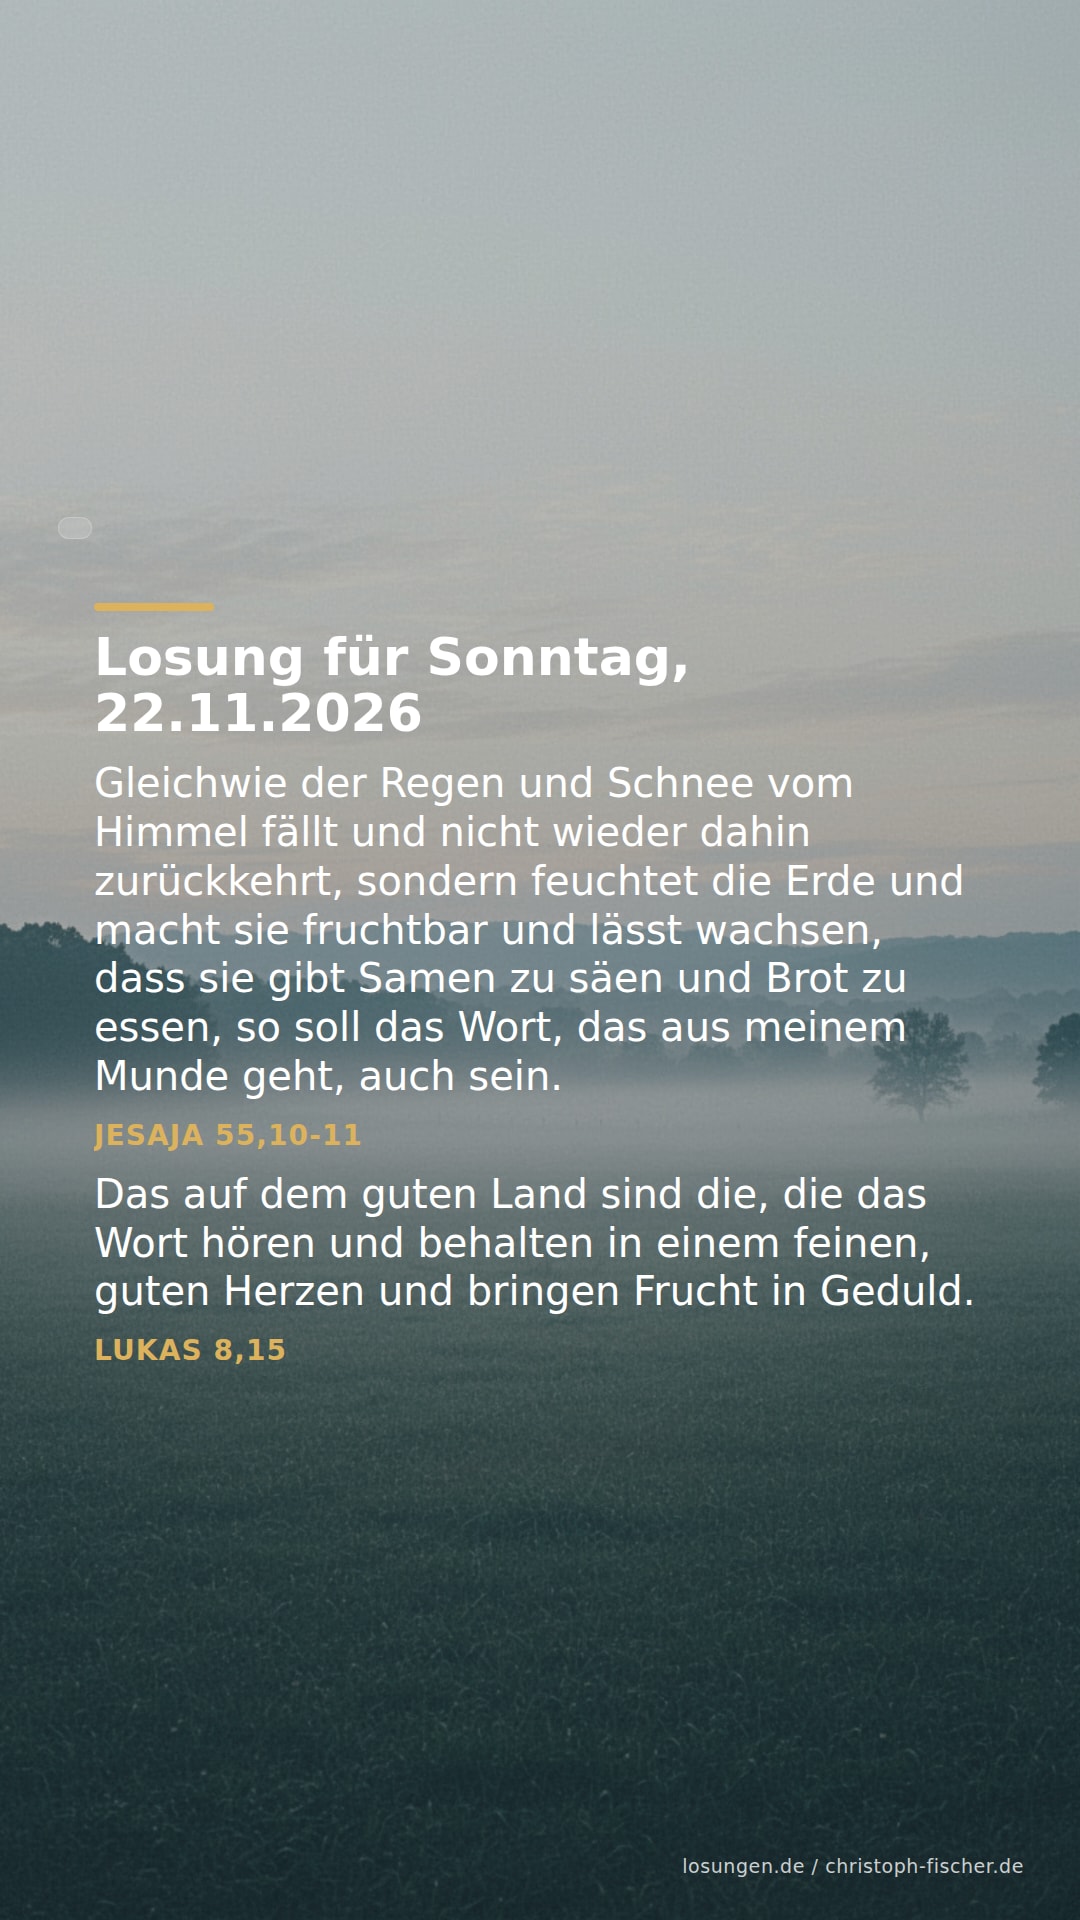 Losung für Sonntag,
22.11.2026
Gleichwie der Regen und Schnee vom
Himmel fällt und nicht wieder dahin
zurückkehrt, sondern feuchtet die Erde und
macht sie fruchtbar und lässt wachsen,
dass sie gibt Samen zu säen und Brot zu
essen, so soll das Wort, das aus meinem
Munde geht, auch sein.
JESAJA 55,10-11
Das auf dem guten Land sind die, die das
Wort hören und behalten in einem feinen,
guten Herzen und bringen Frucht in Geduld.
LUKAS 8,15
losungen.de / christoph-fischer.de